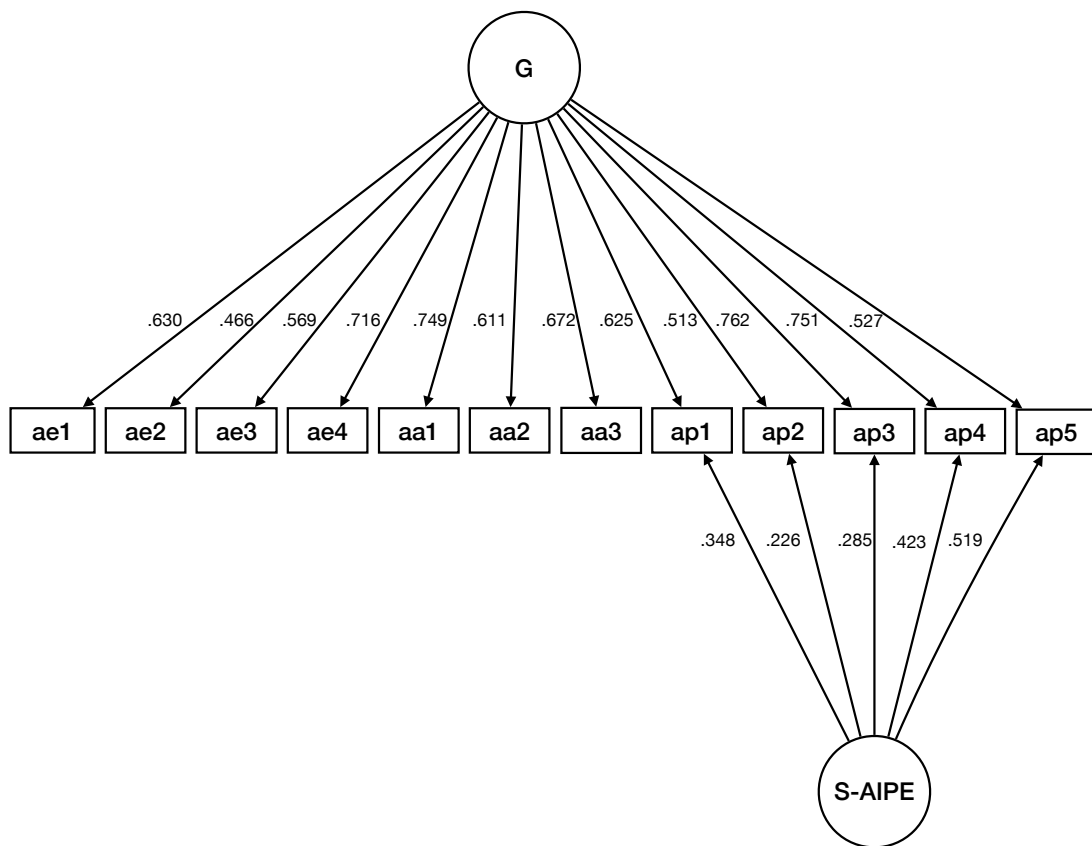 G
.630 .466 .569 .716 .749 .611 .672 .625 .513 .762 .751 .527
ae1 ae2 ae3 ae4 aa1 aa2 aa3 ap1 ap2 ap3 ap4 ap5
.348 .226 .285 .423 .519
S-AIPE